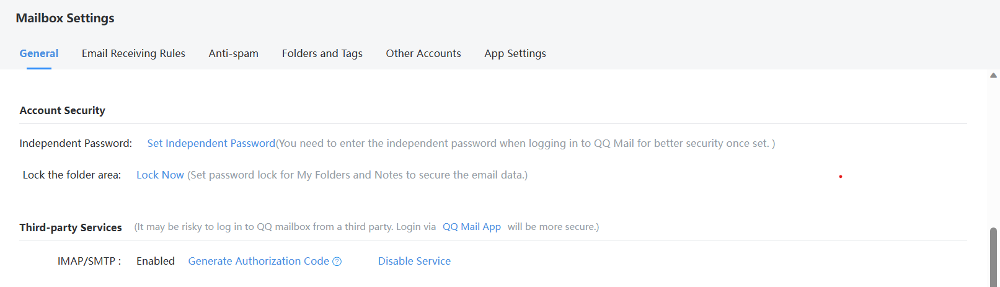 Mailbox Settings
General Email Receiving Rules Anti-spam Folders and Tags Other Accounts App Settings
Account Security
Independent Password: Set Independent Password(You need to enter the independent password when logging in to QQ Mail for better security once set. )
Lock the folder area: Lock Now (Set password lock for My Folders and Notes to secure the email data.)
Third-party Services (It may be risky to log in to QQ mailbox from a third party. Login via QQ Mail App will be more secure.)
IMAP/SMTP : Enabled Generate Authorization Code ? Disable Service